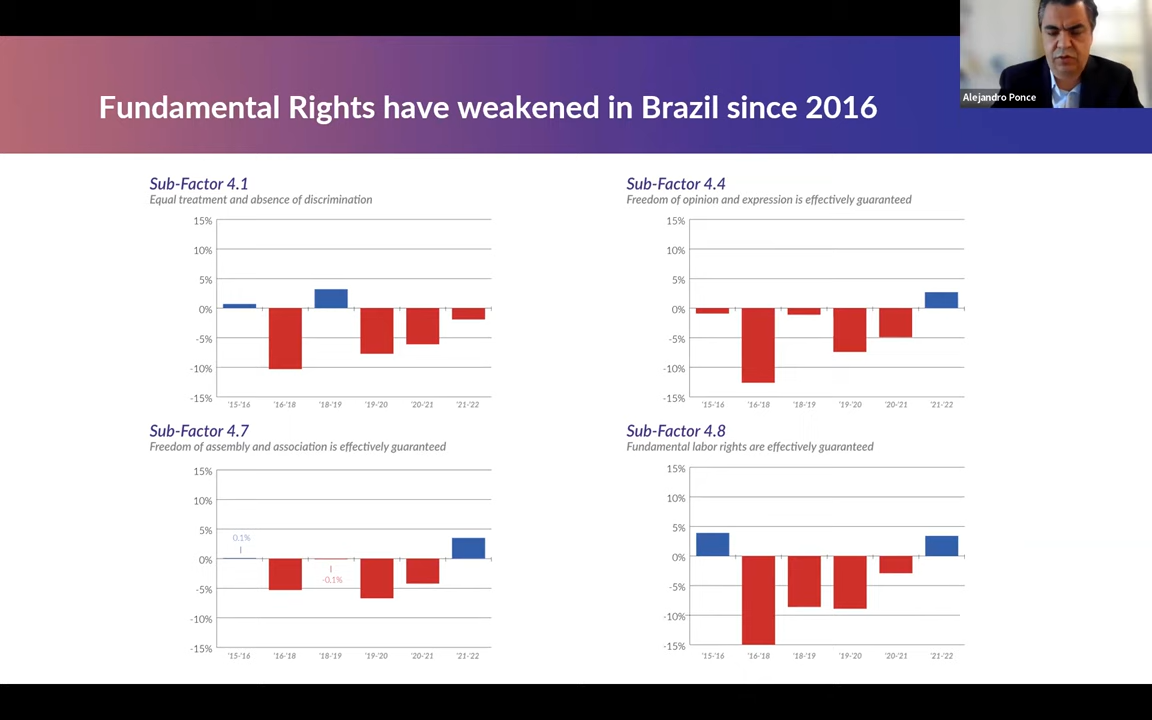 Alejandro Ponce
Fundamental Rights have weakened in Brazil since 2016
Sub-Factor 4.1
Equal treatment and absence of discrimination
15%
10%
5%
0%
-5%
-10%
-15%
'15-'16 '16-'18 '18-'19 '19-'20 '20-'21 '21-'22
Sub-Factor 4.4
Freedom of opinion and expression is effectively guaranteed
15%
10%
5%
0%
-5%
-10%
-15%
'15-'16 '16-'18 '18-'19 '19-'20 '20-'21 '21-'22
Sub-Factor 4.7
Freedom of assembly and association is effectively guaranteed
15%
10%
5%
0.1%
0%
-0.1%
-5%
-10%
-15%
'15-'16 '16-'18 '18-'19 '19-'20 '20-'21 '21-'22
Sub-Factor 4.8
Fundamental labor rights are effectively guaranteed
15%
10%
5%
0%
-5%
-10%
-15%
'15-'16 '16-'18 '18-'19 '19-'20 '20-'21 '21-'22